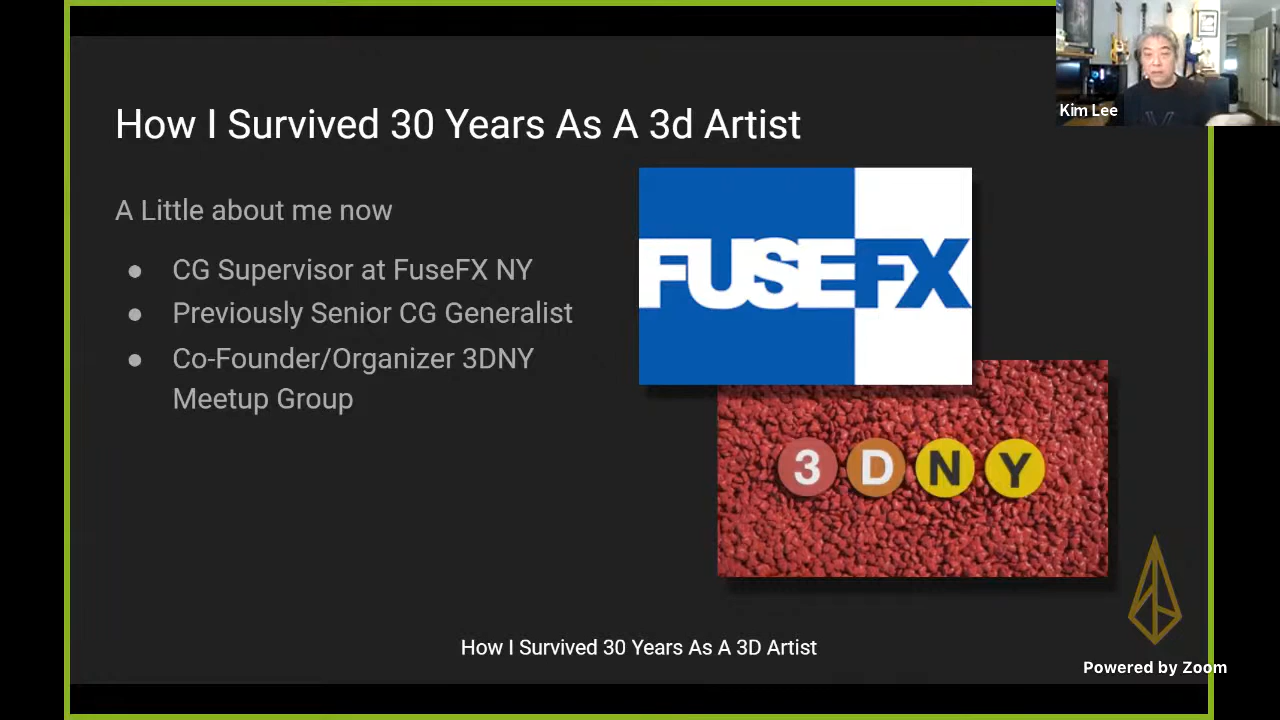 Kim Lee
How I Survived 30 Years As A 3d Artist
A Little about me now
● CG Supervisor at FuseFX NY
● Previously Senior CG Generalist
● Co-Founder/Organizer 3DNY
Meetup Group
FUSEFX
3DNY
How I Survived 30 Years As A 3D Artist
Powered by Zoom